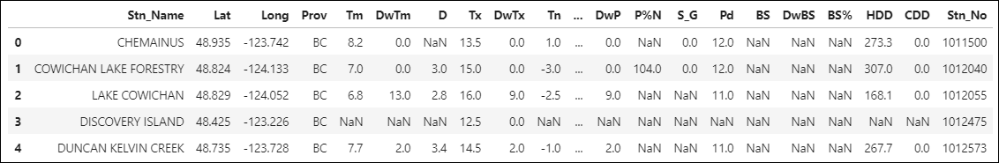 Stn_Name Lat Long Prov Tm DwTm D Tx DwTx Tn ... DwP P%N S_G Pd BS DwBS BS% HDD CDD Stn_No
0 CHEMAINUS 48.935 -123.742 BC 8.2 0.0 NaN 13.5 0.0 1.0 ... 0.0 NaN 0.0 12.0 NaN NaN NaN 273.3 0.0 1011500
1 COWICHAN LAKE FORESTRY 48.824 -124.133 BC 7.0 0.0 3.0 15.0 0.0 -3.0 ... 0.0 104.0 0.0 12.0 NaN NaN NaN 307.0 0.0 1012040
2 LAKE COWICHAN 48.829 -124.052 BC 6.8 13.0 2.8 16.0 9.0 -2.5 ... 9.0 NaN NaN 11.0 NaN NaN NaN 168.1 0.0 1012055
3 DISCOVERY ISLAND 48.425 -123.226 BC NaN NaN NaN 12.5 0.0 NaN ... NaN NaN NaN NaN NaN NaN NaN NaN NaN 1012475
4 DUNCAN KELVIN CREEK 48.735 -123.728 BC 7.7 2.0 3.4 14.5 2.0 -1.0 ... 2.0 NaN NaN 11.0 NaN NaN NaN 267.7 0.0 1012573